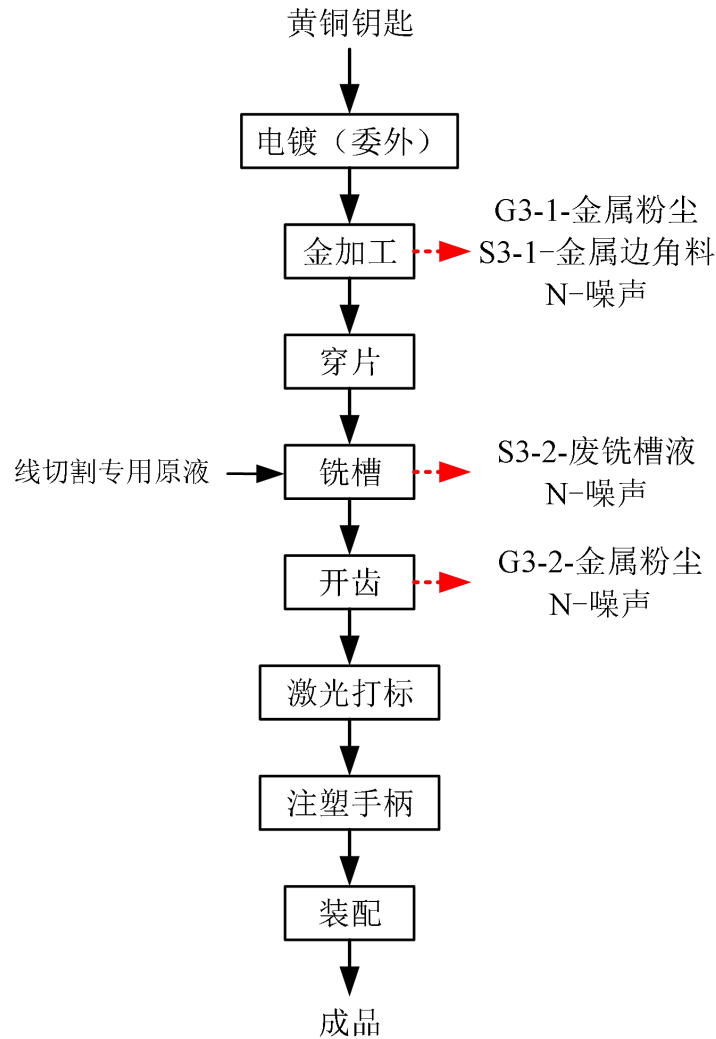 黄铜钥匙
电镀（委外）
G3-1-金属粉尘
金加工
S3-1-金属边角料
N-噪声
穿片
线切割专用原液
铣槽
S3-2-废铣槽液
N-噪声
开齿
G3-2-金属粉尘
N-噪声
激光打标
注塑手柄
装配
成品